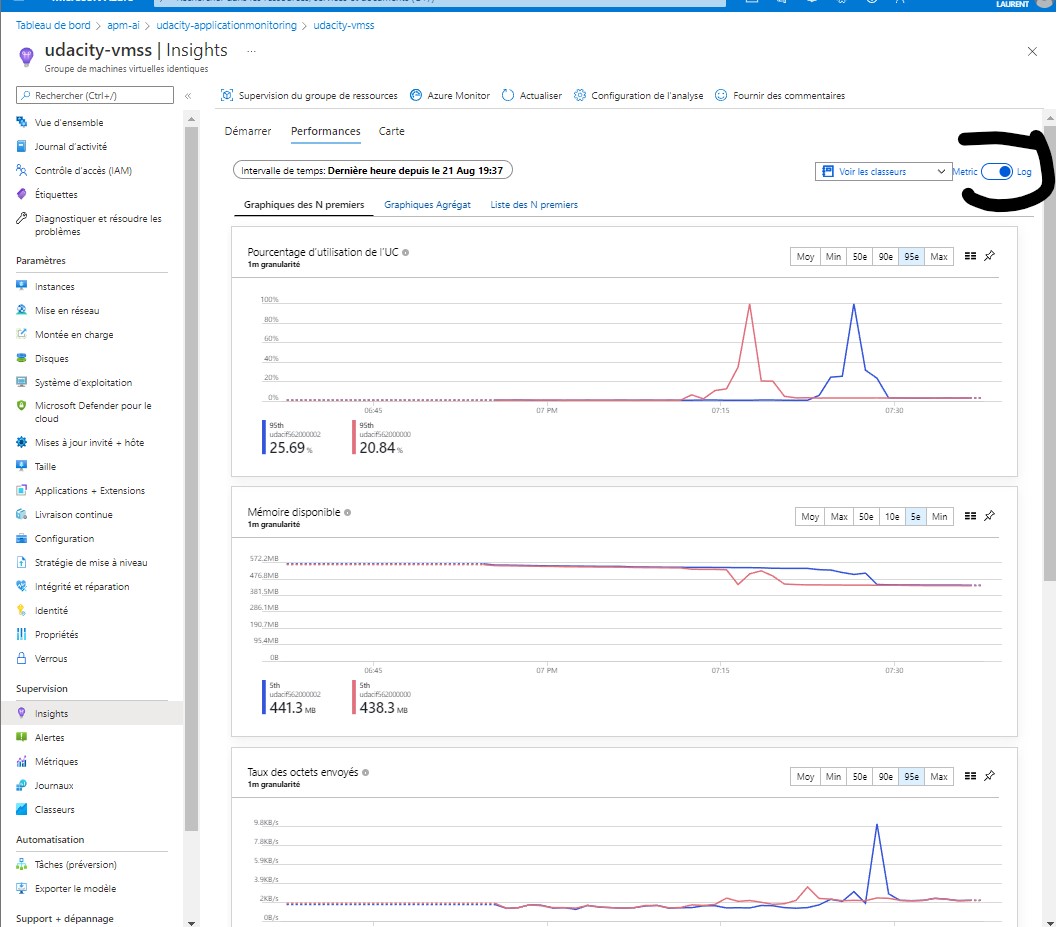 LAURENT
Tableau de bord > apm-ai > udacity-applicationmonitoring > udacity-vmss
udacity-vmss | Insights ...
Groupe de machines virtuelles identiques
Rechercher (Ctrl+/)
«
Supervision du groupe de ressources
Azure Monitor
Actualiser
Configuration de l'analyse
Fournir des commentaires
Vue d'ensemble
Journal d'activité
Contrôle d'accès (IAM)
Étiquettes
Diagnostiquer et résoudre les
problèmes
Paramètres
Instances
Mise en réseau
Montée en charge
Disques
Système d'exploitation
Microsoft Defender pour le
cloud
Mises à jour invité + hôte
Taille
Applications + Extensions
Livraison continue
Configuration
Stratégie de mise à niveau
Intégrité et réparation
Identité
Propriétés
Verrous
Supervision
Insights
Alertes
Métriques
Journaux
Classeurs
Automatisation
Tâches (préversion)
Exporter le modèle
Support + dépannage
Démarrer Performances Carte
Intervalle de temps: Dernière heure depuis le 21 Aug 19:37
Voir les classeurs
Metric Log
Graphiques des N premiers Graphiques Agrégat Liste des N premiers
Pourcentage d'utilisation de l'UC
1m granularité
Moy Min 50e 90e 95e Max
100%
80%
60%
40%
20%
0%
06:45 07 PM 07:15 07:30
95th
udacif562000002
25.69 %
95th
udacif562000000
20.84 %
Mémoire disponible
1m granularité
Moy Max 50e 10e 5e Min
572.2MB
476.8MB
381.5MB
286.1MB
190.7MB
95.4MB
0B
06:45 07 PM 07:15 07:30
5th
udacif562000002
441.3 MB
5th
udacif562000000
438.3 MB
Taux des octets envoyés
1m granularité
Moy Min 50e 90e 95e Max
9.8KB/s
7.8KB/s
5.9KB/s
3.9KB/s
2KB/s
0B/s